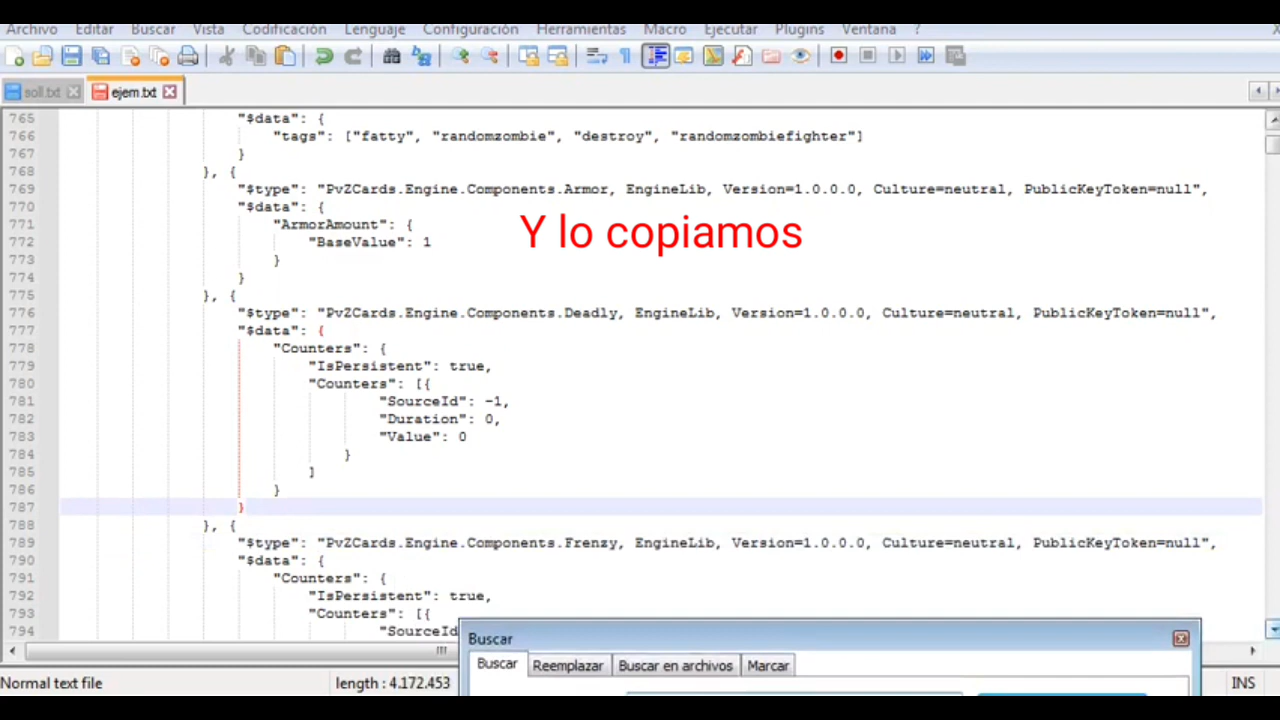 Archivo Editar Buscar Vista Codificación Lenguaje Configuración Herramientas Macro Ejecutar Plugins Ventana ? X
soll.txt ejem.txt
765 "$data": {
766 "tags": ["fatty", "randomzombie", "destroy", "randomzombiefighter"]
767 }
768 }, {
769 "$type": "PvZCards.Engine.Components.Armor, EngineLib, Version=1.0.0.0, Culture=neutral, PublicKeyToken=null",
770 "$data": {
771 "ArmorAmount": {
772 "BaseValue": 1
773 }
774 }
775 }, {
776 "$type": "PvZCards.Engine.Components.Deadly, EngineLib, Version=1.0.0.0, Culture=neutral, PublicKeyToken=null",
777 "$data": {
778 "Counters": {
779 "IsPersistent": true,
780 "Counters": [{
781 "SourceId": -1,
782 "Duration": 0,
783 "Value": 0
784 }
785 ]
786 }
787 }
788 }, {
789 "$type": "PvZCards.Engine.Components.Frenzy, EngineLib, Version=1.0.0.0, Culture=neutral, PublicKeyToken=null",
790 "$data": {
791 "Counters": {
792 "IsPersistent": true,
793 "Counters": [{
794 "SourceId
Y lo copiamos
Buscar
Buscar Reemplazar Buscar en archivos Marcar
Normal text file length : 4.172.453 INS